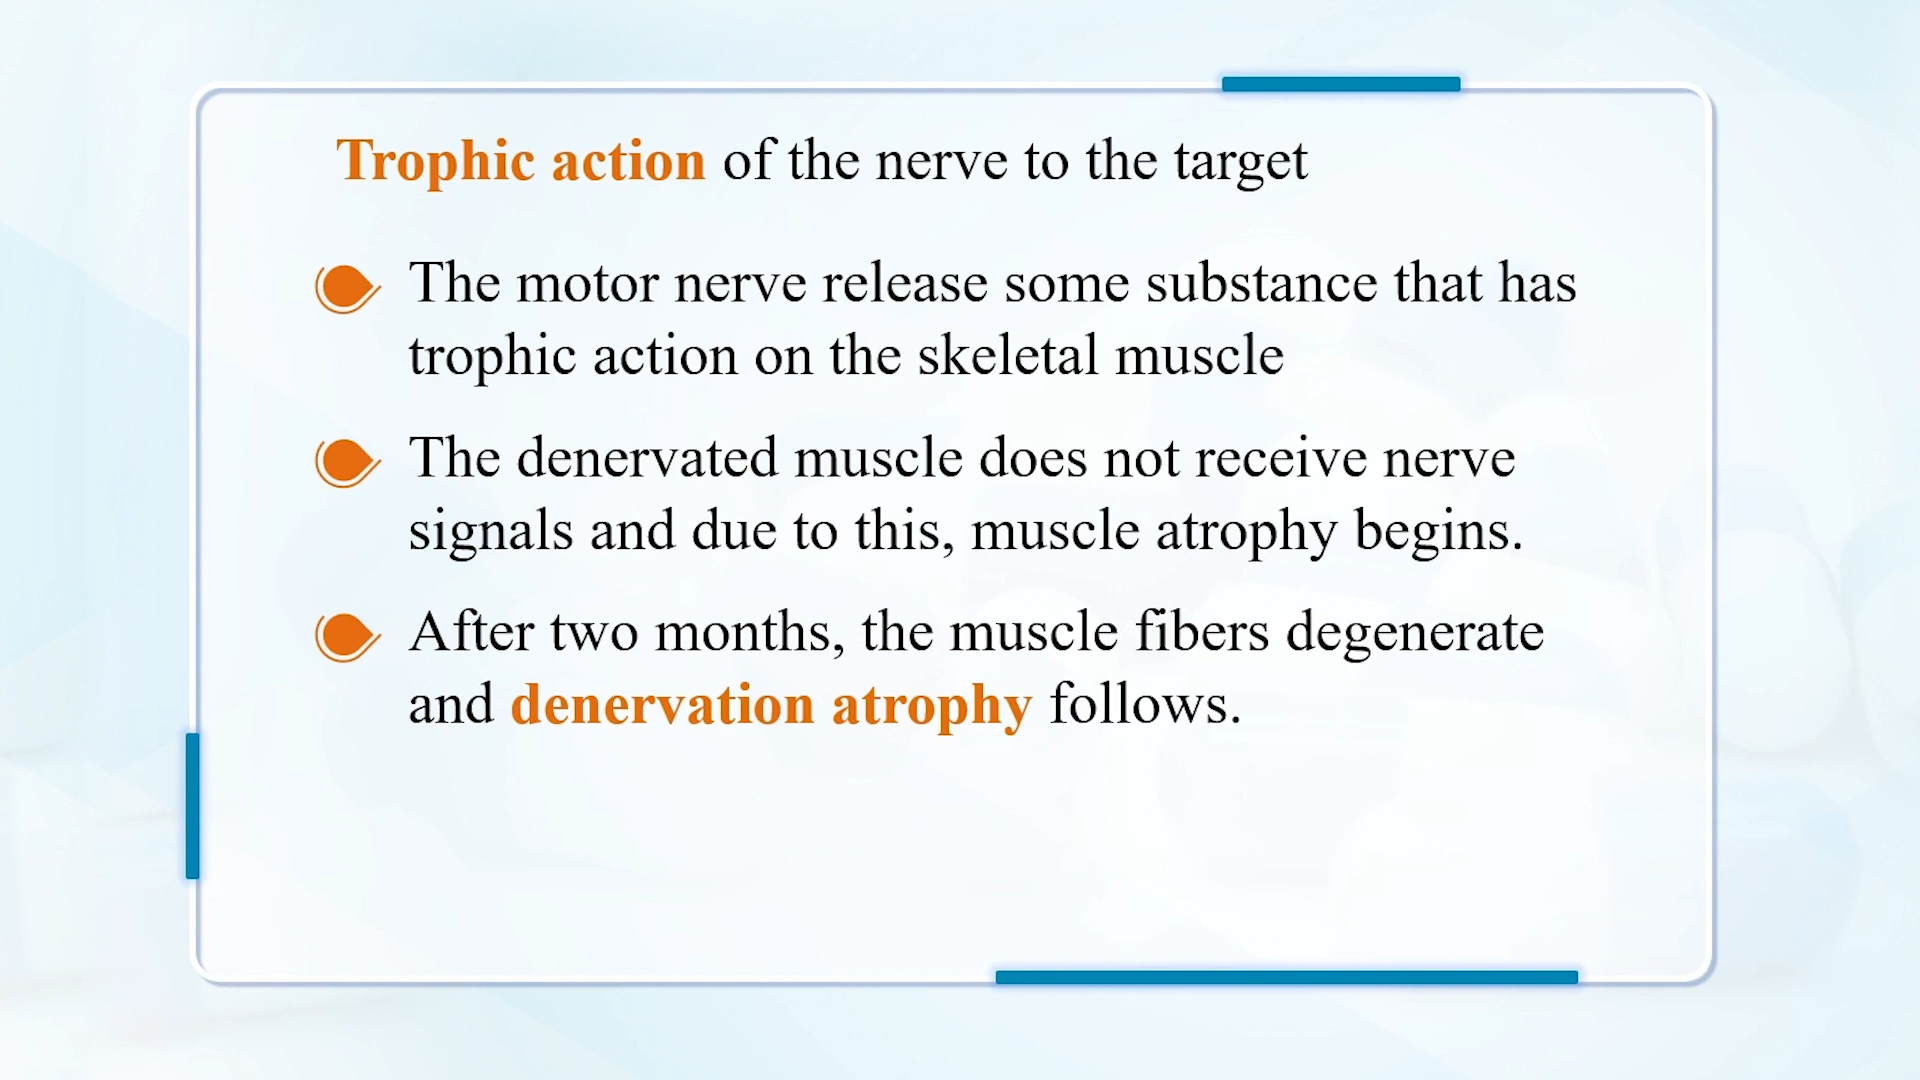 Trophic action of the nerve to the target
The motor nerve release some substance that has
trophic action on the skeletal muscle
The denervated muscle does not receive nerve
signals and due to this, muscle atrophy begins.
After two months, the muscle fibers degenerate
and denervation atrophy follows.